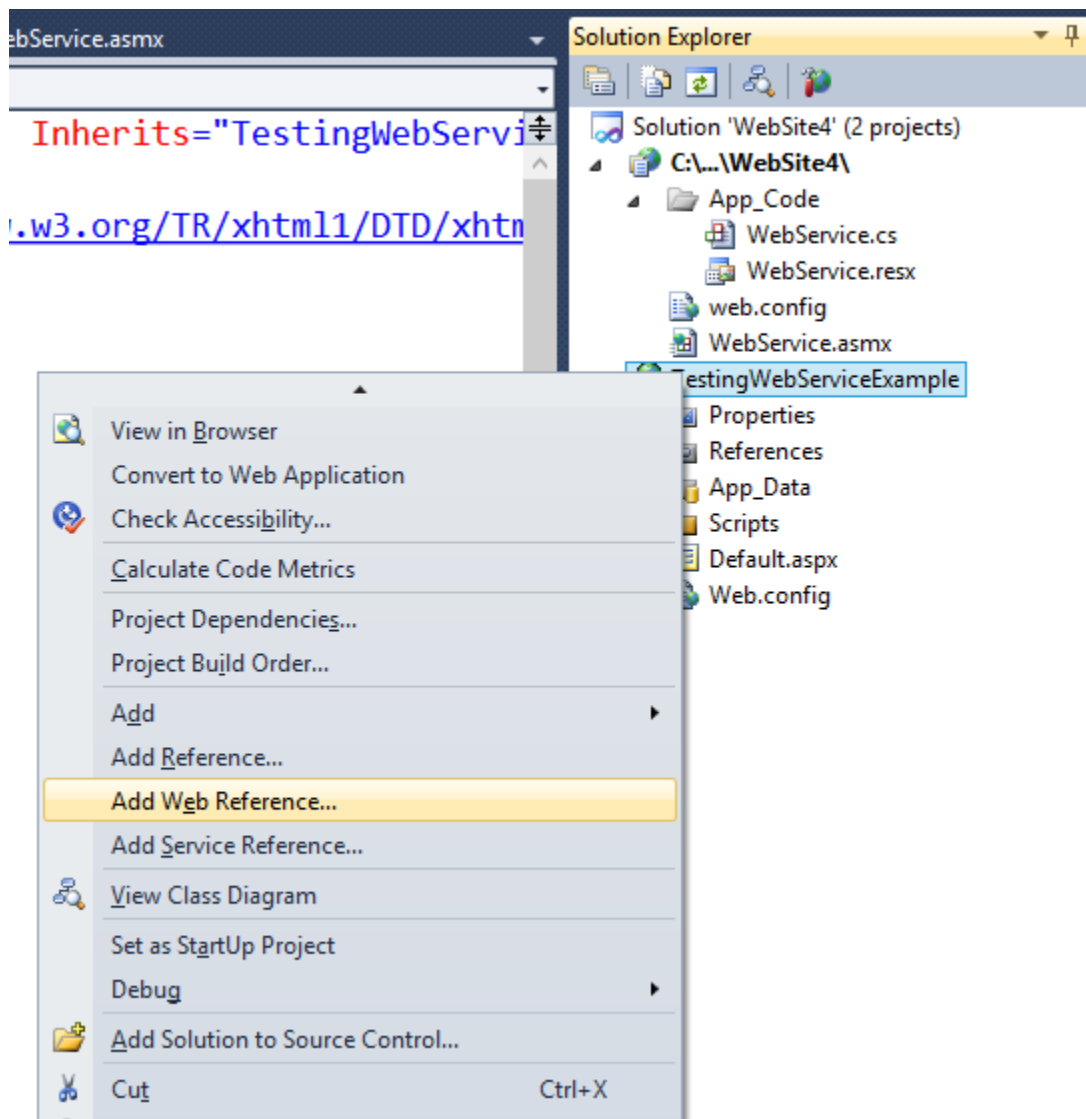 ebService.asmx
Inherits="TestingWebServi
.w3.org/TR/xhtml1/DTD/xhtm
Solution Explorer
Solution 'WebSite4' (2 projects)
C:\...\WebSite4\
App_Code
WebService.cs
WebService.resx
web.config
WebService.asmx
TestingWebServiceExample
Properties
References
App_Data
Scripts
Default.aspx
Web.config
View in Browser
Convert to Web Application
Check Accessibility...
Calculate Code Metrics
Project Dependencies...
Project Build Order...
Add
Add Reference...
Add Web Reference...
Add Service Reference...
View Class Diagram
Set as StartUp Project
Debug
Add Solution to Source Control...
Cut Ctrl+X